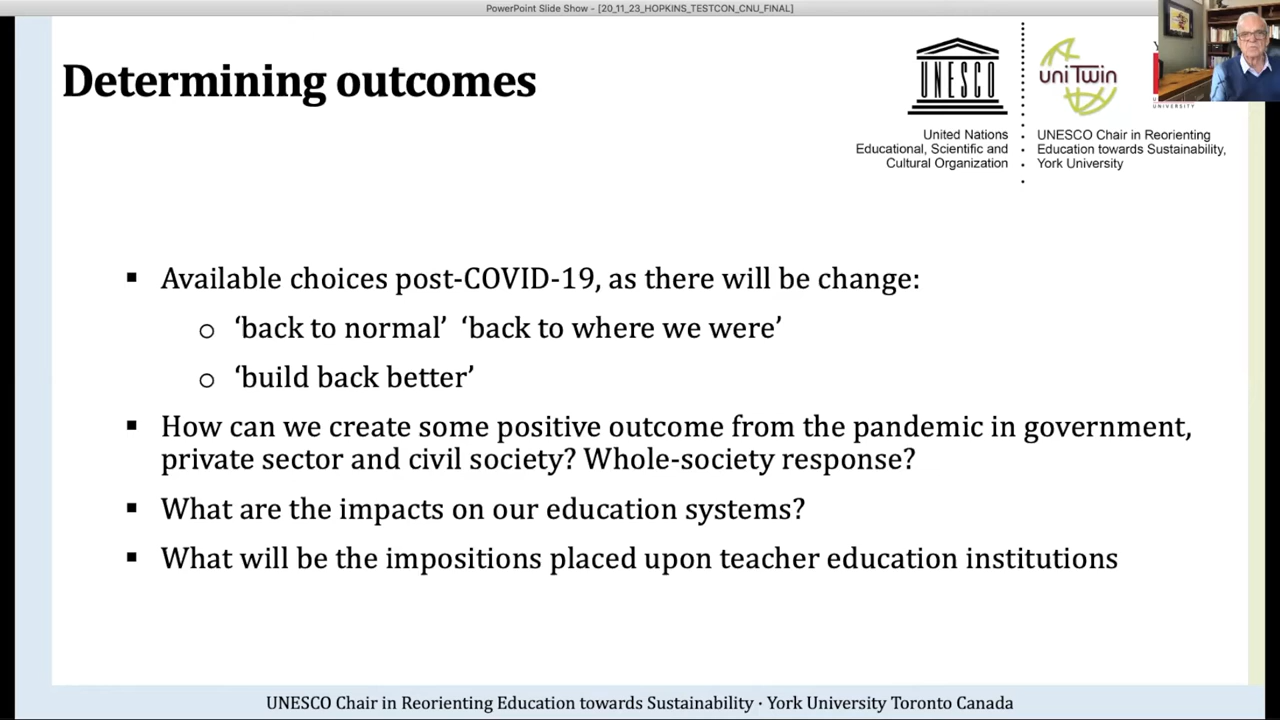 PowerPoint Slide Show - [20_11_23_HOPKINS_TESTCON_CNU_FINAL]
Determining outcomes
UNESCO
uniTwin
UNIVERSITY
United Nations
Educational, Scientific and
Cultural Organization
UNESCO Chair in Reorienting
Education towards Sustainability,
York University
▪ Available choices post-COVID-19, as there will be change:
o ‘back to normal’ ‘back to where we were’
o ‘build back better’
▪ How can we create some positive outcome from the pandemic in government,
private sector and civil society? Whole-society response?
▪ What are the impacts on our education systems?
▪ What will be the impositions placed upon teacher education institutions
UNESCO Chair in Reorienting Education towards Sustainability · York University Toronto Canada